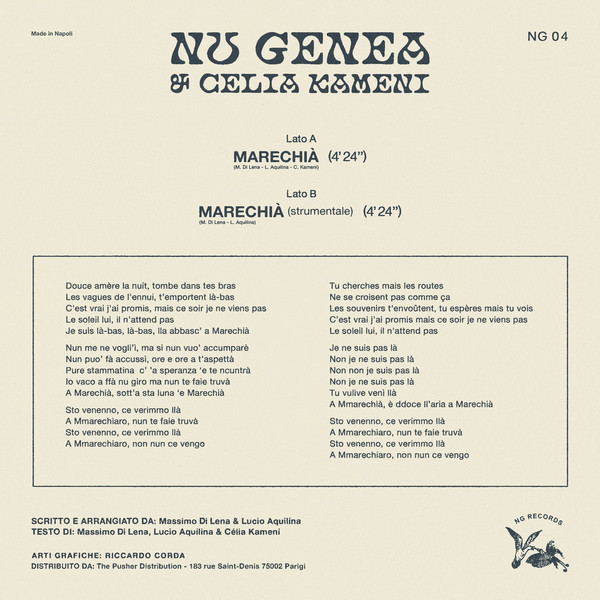 Made in Napoli
NG 04
NU GENEA
& CELIA KAMENI
Lato A
MARECHIÀ (4'24")
(M. Di Lena - L. Aquilina - C. Kameni)
Lato B
MARECHIÀ (strumentale) (4'24")
(M. Di Lena - L. Aquilina)
Douce amère la nuit, tombe dans tes bras
Les vagues de l'ennui, t'emportent là-bas
C'est vrai j'ai promis, mais ce soir je ne viens pas
Le soleil lui, il n'attend pas
Je suis là-bas, là-bas, lla abbasc' a Marechià
Nun me ne vogl'ì, ma si nun vuo' accumparè
Nun puo' fà accussì, ore e ore a t'aspettà
Pure stammatina c' 'a speranza 'e te ncuntrà
Io vaco a ffà nu giro ma nun te faie truvà
A Marechià, sott'a sta luna 'e Marechià
Sto venenno, ce verimmo llà
A Mmarechiaro, nun te faie truvà
Sto venenno, ce verimmo llà
A Mmarechiaro, non nun ce vengo
Tu cherches mais les routes
Ne se croisent pas comme ça
Les souvenirs t'envoûtent, tu espères mais tu vois
C'est vrai j'ai promis mais ce soir je ne viens pas
Le soleil lui, il n'attend pas
Je ne suis pas là
Non je ne suis pas là
Non non je suis pas là
Non je ne suis pas là
Tu vulive venì llà
A Mmarechià, è ddoce ll'aria a Marechià
Sto venenno, ce verimmo llà
A Mmarechiaro, nun te faie truvà
Sto venenno, ce verimmo llà
A Mmarechiaro, non nun ce vengo
SCRITTO E ARRANGIATO DA: Massimo Di Lena & Lucio Aquilina
TESTO DI: Massimo Di Lena, Lucio Aquilina & Célia Kameni
ARTI GRAFICHE: RICCARDO CORDA
DISTRIBUITO DA: The Pusher Distribution - 183 rue Saint-Denis 75002 Parigi
NG RECORDS